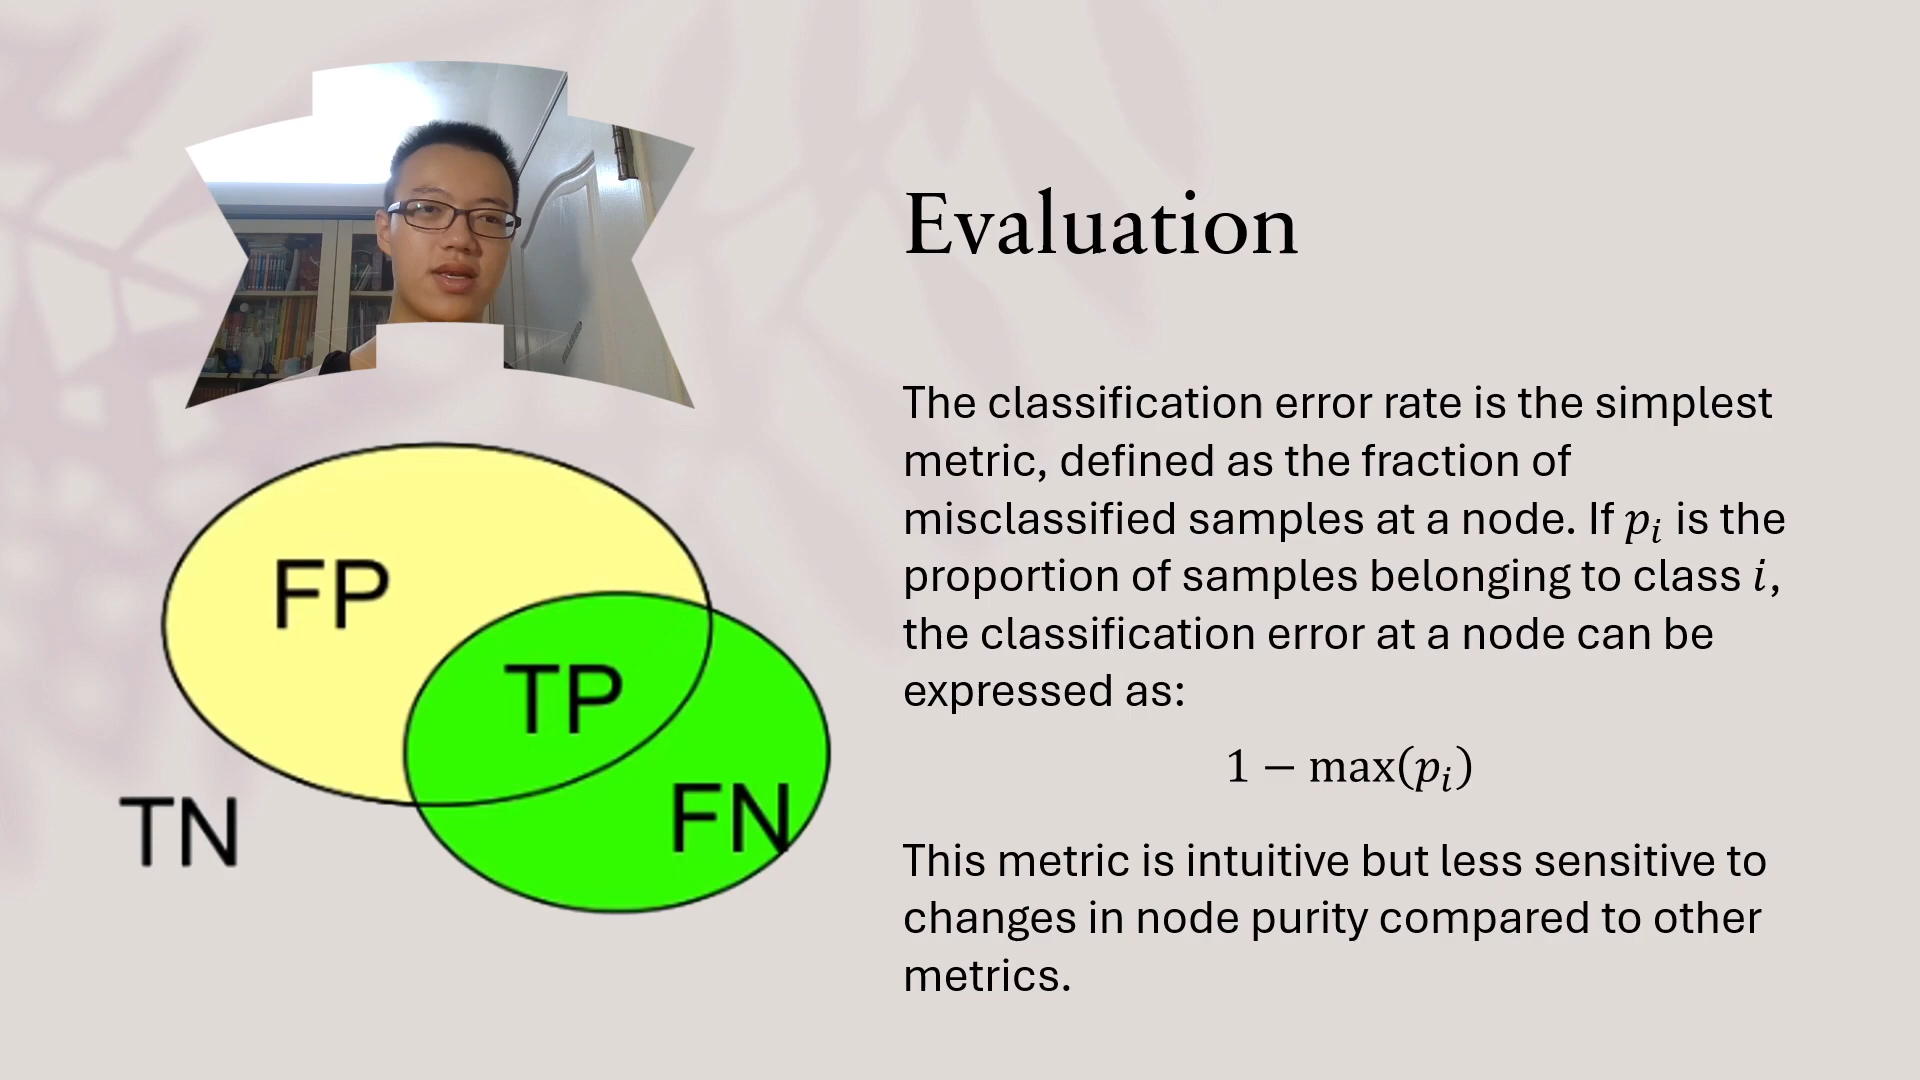 Evaluation
The classification error rate is the simplest
metric, defined as the fraction of
misclassified samples at a node. If pᵢ is the
proportion of samples belonging to class i,
the classification error at a node can be
expressed as:
1 − max(pᵢ)
This metric is intuitive but less sensitive to
changes in node purity compared to other
metrics.
FP
TP
FN
TN